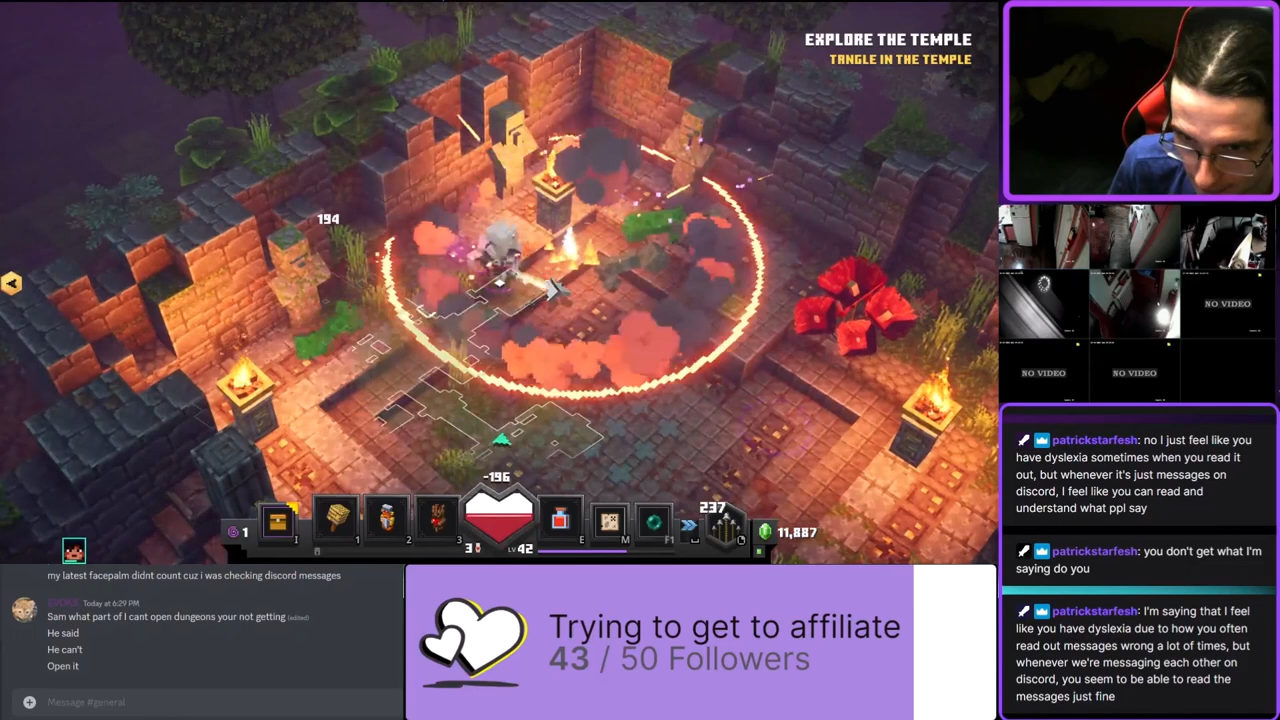 EXPLORE THE TEMPLE
TANGLE IN THE TEMPLE
194
-196
237
1
I
1
2
3
E
M
F1
3
LV 42
11,887
NO VIDEO
NO VIDEO
NO VIDEO
patrickstarfesh: no I just feel like you
have dyslexia sometimes when you read it
out, but whenever it's just messages on
discord, I feel like you can read and
understand what ppl say
patrickstarfesh: you don't get what I'm
saying do you
patrickstarfesh: I'm saying that I feel
like you have dyslexia due to how you often
read out messages wrong a lot of times, but
whenever we're messaging each other on
discord, you seem to be able to read the
messages just fine
my latest facepalm didnt count cuz i was checking discord messages
Today at 6:29 PM
Sam what part of I cant open dungeons your not getting (edited)
He said
He can't
Open it
Message #general
Trying to get to affiliate
43 / 50 Followers